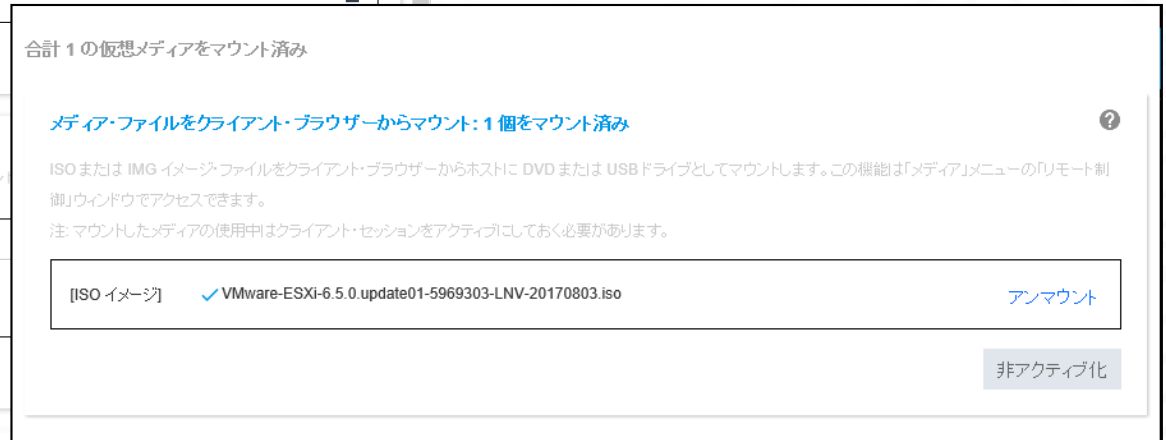 合計 1 の仮想メディアをマウント済み
メディア・ファイルをクライアント・ブラウザーからマウント: 1 個をマウント済み
ISO または IMG イメージ・ファイルをクライアント・ブラウザーからホストに DVD または USB ドライブとしてマウントします。この機能は「メディア」メニューの「リモート制
御」ウィンドウでアクセスできます。
注: マウントしたメディアの使用中はクライアント・セッションをアクティブにしておく必要があります。
[ISO イメージ] VMware-ESXi-6.5.0.update01-5969303-LNV-20170803.iso アンマウント
非アクティブ化